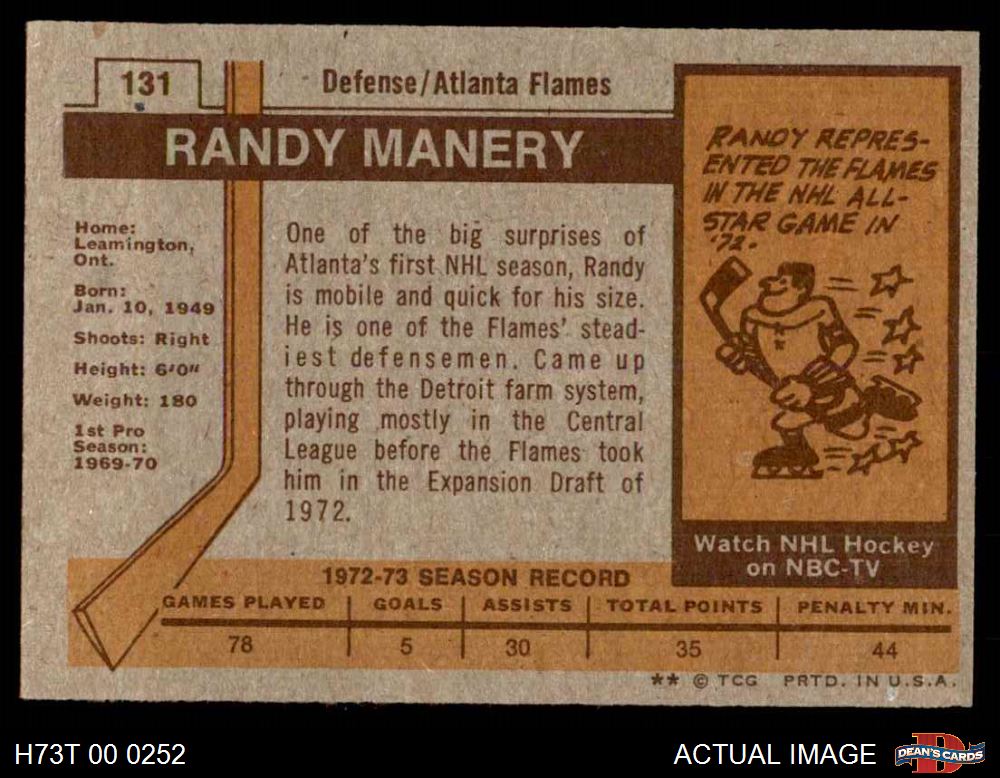 131
Defense/Atlanta Flames
RANDY MANERY
Home:
Leamington,
Ont.
Born:
Jan. 10, 1949
Shoots: Right
Height: 6'0"
Weight: 180
1st Pro
Season:
1969-70
One of the big surprises of
Atlanta's first NHL season, Randy
is mobile and quick for his size.
He is one of the Flames' stead-
iest defensemen. Came up
through the Detroit farm system,
playing mostly in the Central
League before the Flames took
him in the Expansion Draft of
1972.
RANDY REPRES-
ENTED THE FLAMES
IN THE NHL ALL-
STAR GAME IN
'72.
Watch NHL Hockey
on NBC-TV
1972-73 SEASON RECORD
GAMES PLAYED GOALS ASSISTS TOTAL POINTS PENALTY MIN.
78 5 30 35 44
** © TCG PRTD. IN U.S.A.
H73T 00 0252
ACTUAL IMAGE
DEAN'S CARDS